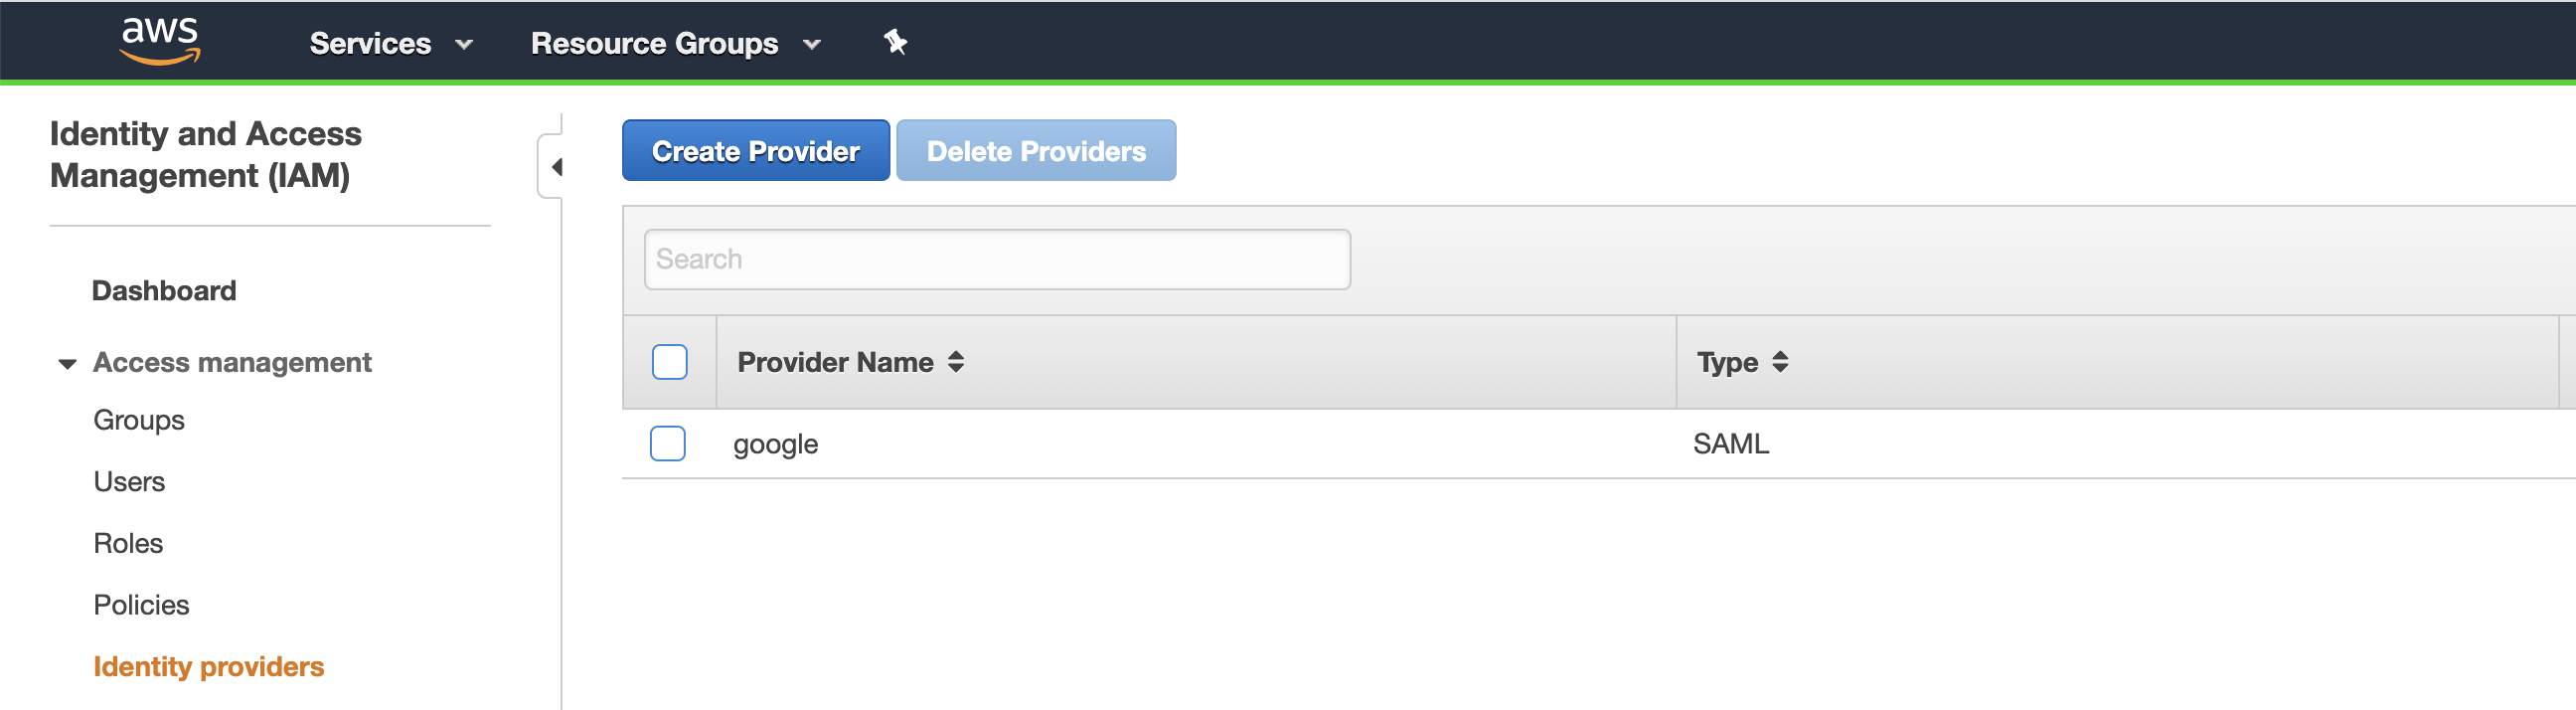 aws
Services
Resource Groups
Identity and Access
Management (IAM)
Dashboard
Access management
Groups
Users
Roles
Policies
Identity providers
Create Provider
Delete Providers
Search
Provider Name
Type
google
SAML